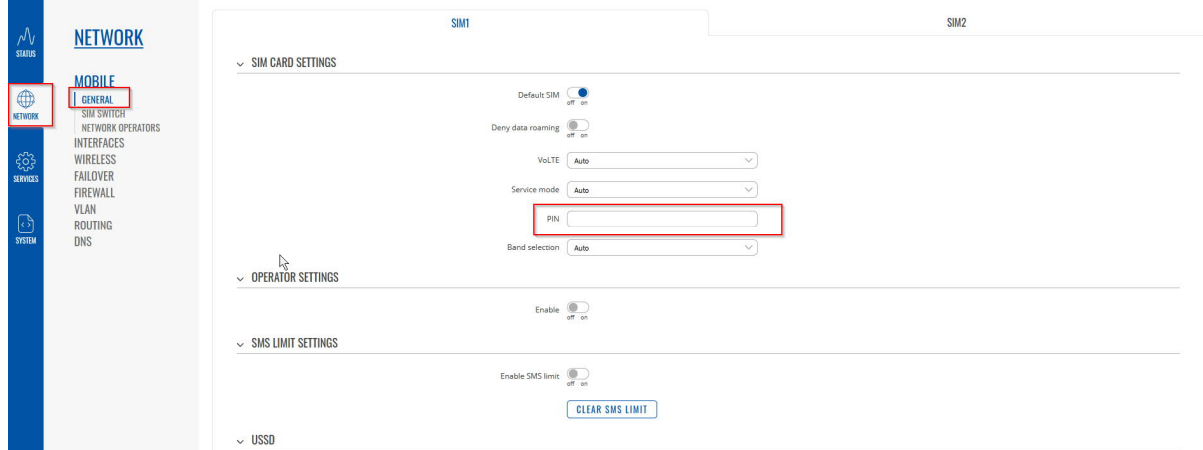 STATUS
NETWORK
SERVICES
SYSTEM
NETWORK
MOBILE
GENERAL
SIM SWITCH
NETWORK OPERATORS
INTERFACES
WIRELESS
FAILOVER
FIREWALL
VLAN
ROUTING
DNS
SIM1
SIM2
SIM CARD SETTINGS
Default SIM
off on
Deny data roaming
off on
VoLTE Auto
Service mode Auto
PIN
Band selection Auto
OPERATOR SETTINGS
Enable
off on
SMS LIMIT SETTINGS
Enable SMS limit
off on
CLEAR SMS LIMIT
USSD